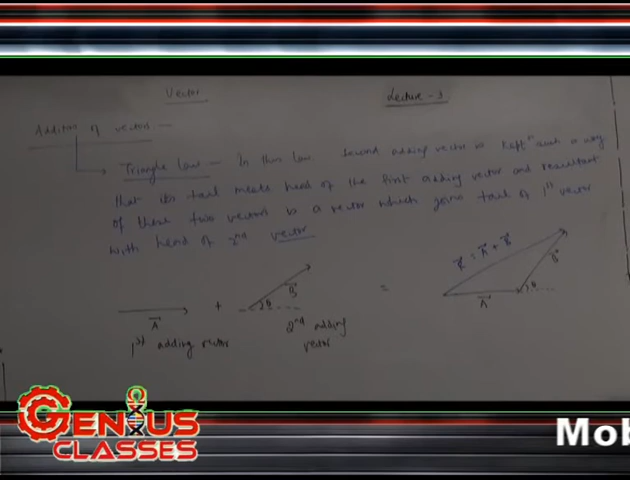 Vector
Lecture - 3
Addition of vectors -
Triangle Law - In this law second adding vector is kept in such a way
that its tail meets head of the first adding vector and resultant
of these two vectors is a vector which joins tail of 1st vector
with head of 2nd vector
A + B θ = R = A + B
A B θ
1st adding vector
2nd adding
vector
GENIUS
CLASSES
Mob